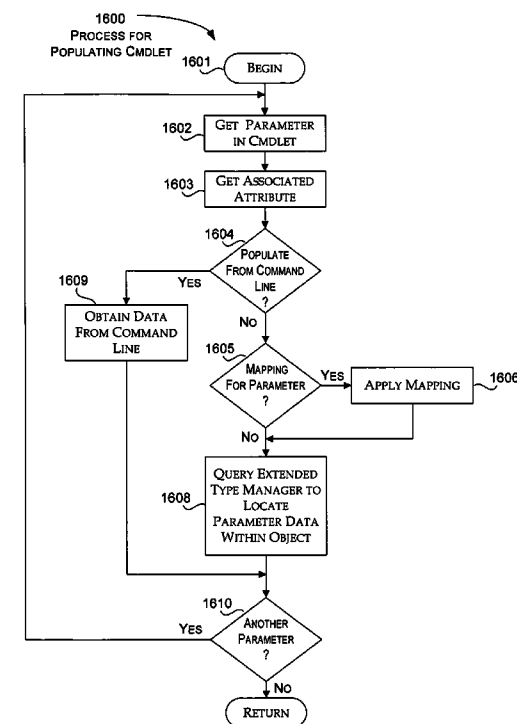 1600
PROCESS FOR
POPULATING CMDLET
1601
BEGIN
1602
GET PARAMETER
IN CMDLET
1603
GET ASSOCIATED
ATTRIBUTE
1604
POPULATE
FROM COMMAND
LINE
?
YES
NO
1609
OBTAIN DATA
FROM COMMAND
LINE
1605
MAPPING
FOR PARAMETER
?
YES
NO
APPLY MAPPING
1606
1608
QUERY EXTENDED
TYPE MANAGER TO
LOCATE
PARAMETER DATA
WITHIN OBJECT
1610
ANOTHER
PARAMETER
?
YES
NO
RETURN